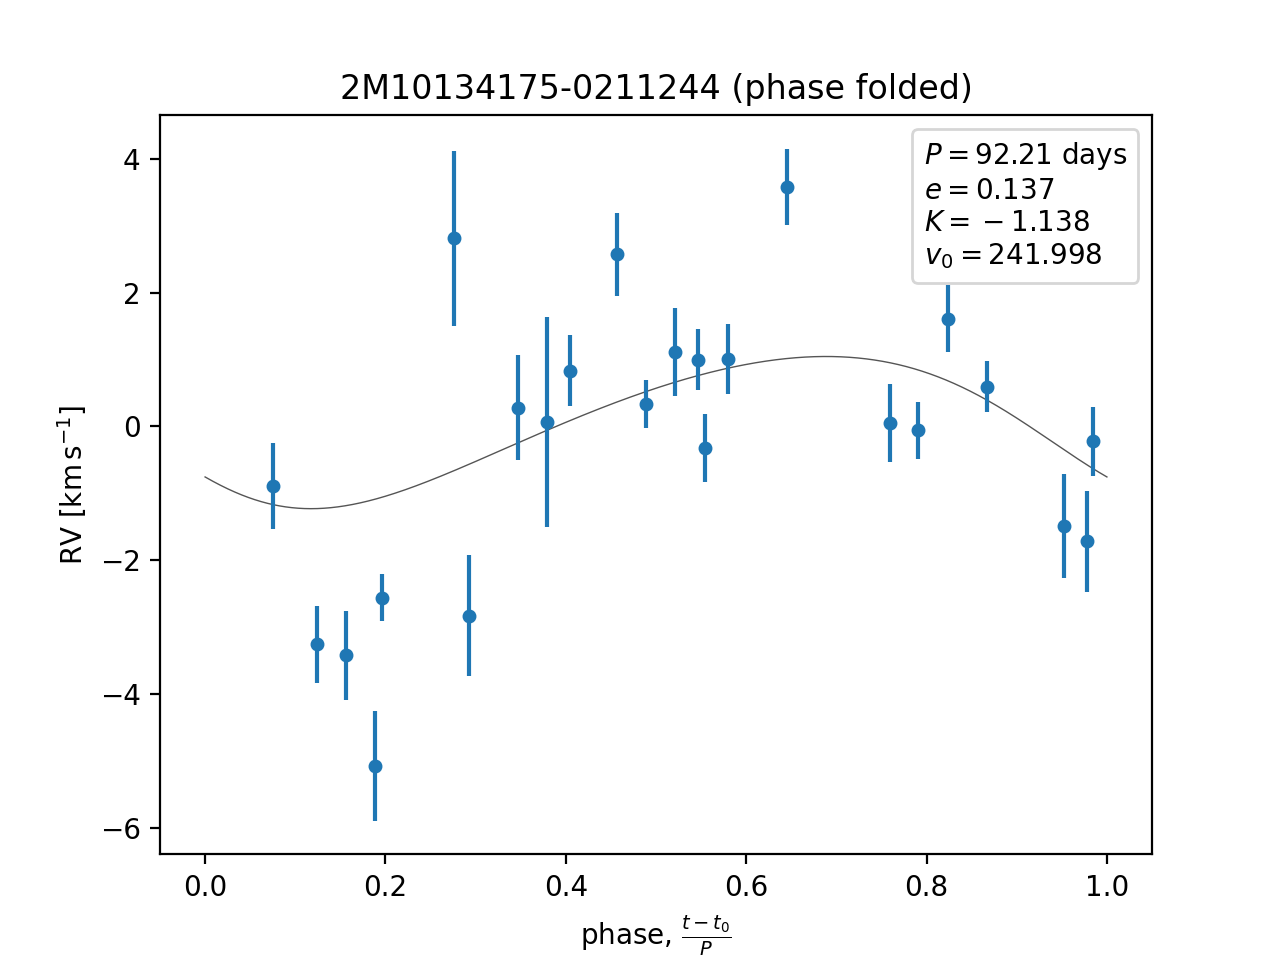 2M10134175-0211244 (phase folded)
P = 92.21 days
e = 0.137
K = −1.138
v₀ = 241.998
4
2
0
−2
−4
−6
RV [km s⁻¹]
0.0 0.2 0.4 0.6 0.8 1.0
phase, (t − t₀)/P